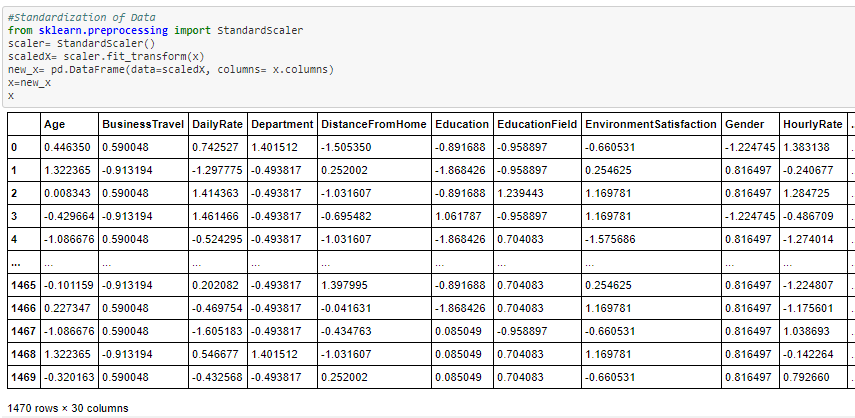 #Standardization of Data
from sklearn.preprocessing import StandardScaler
scaler= StandardScaler()
scaledX= scaler.fit_transform(x)
new_x= pd.DataFrame(data=scaledX, columns= x.columns)
x=new_x
x
Age BusinessTravel DailyRate Department DistanceFromHome Education EducationField EnvironmentSatisfaction Gender HourlyRate ..
0 0.446350 0.590048 0.742527 1.401512 -1.505350 -0.891688 -0.958897 -0.660531 -1.224745 1.383138 ..
1 1.322365 -0.913194 -1.297775 -0.493817 0.252002 -1.868426 -0.958897 0.254625 0.816497 -0.240677 ..
2 0.008343 0.590048 1.414363 -0.493817 -1.031607 -0.891688 1.239443 1.169781 0.816497 1.284725 ..
3 -0.429664 -0.913194 1.461466 -0.493817 -0.695482 1.061787 -0.958897 1.169781 -1.224745 -0.486709 ..
4 -1.086676 0.590048 -0.524295 -0.493817 -1.031607 -1.868426 0.704083 -1.575686 0.816497 -1.274014 ..
... ... ... ... ... ... ... ... ... ... ... ..
1465 -0.101159 -0.913194 0.202082 -0.493817 1.397995 -0.891688 0.704083 0.254625 0.816497 -1.224807 ..
1466 0.227347 0.590048 -0.469754 -0.493817 -0.041631 -1.868426 0.704083 1.169781 0.816497 -1.175601 ..
1467 -1.086676 0.590048 -1.605183 -0.493817 -0.434763 0.085049 -0.958897 -0.660531 0.816497 1.038693 ..
1468 1.322365 -0.913194 0.546677 1.401512 -1.031607 0.085049 0.704083 1.169781 0.816497 -0.142264 ..
1469 -0.320163 0.590048 -0.432568 -0.493817 0.252002 0.085049 0.704083 -0.660531 0.816497 0.792660 ..
1470 rows × 30 columns